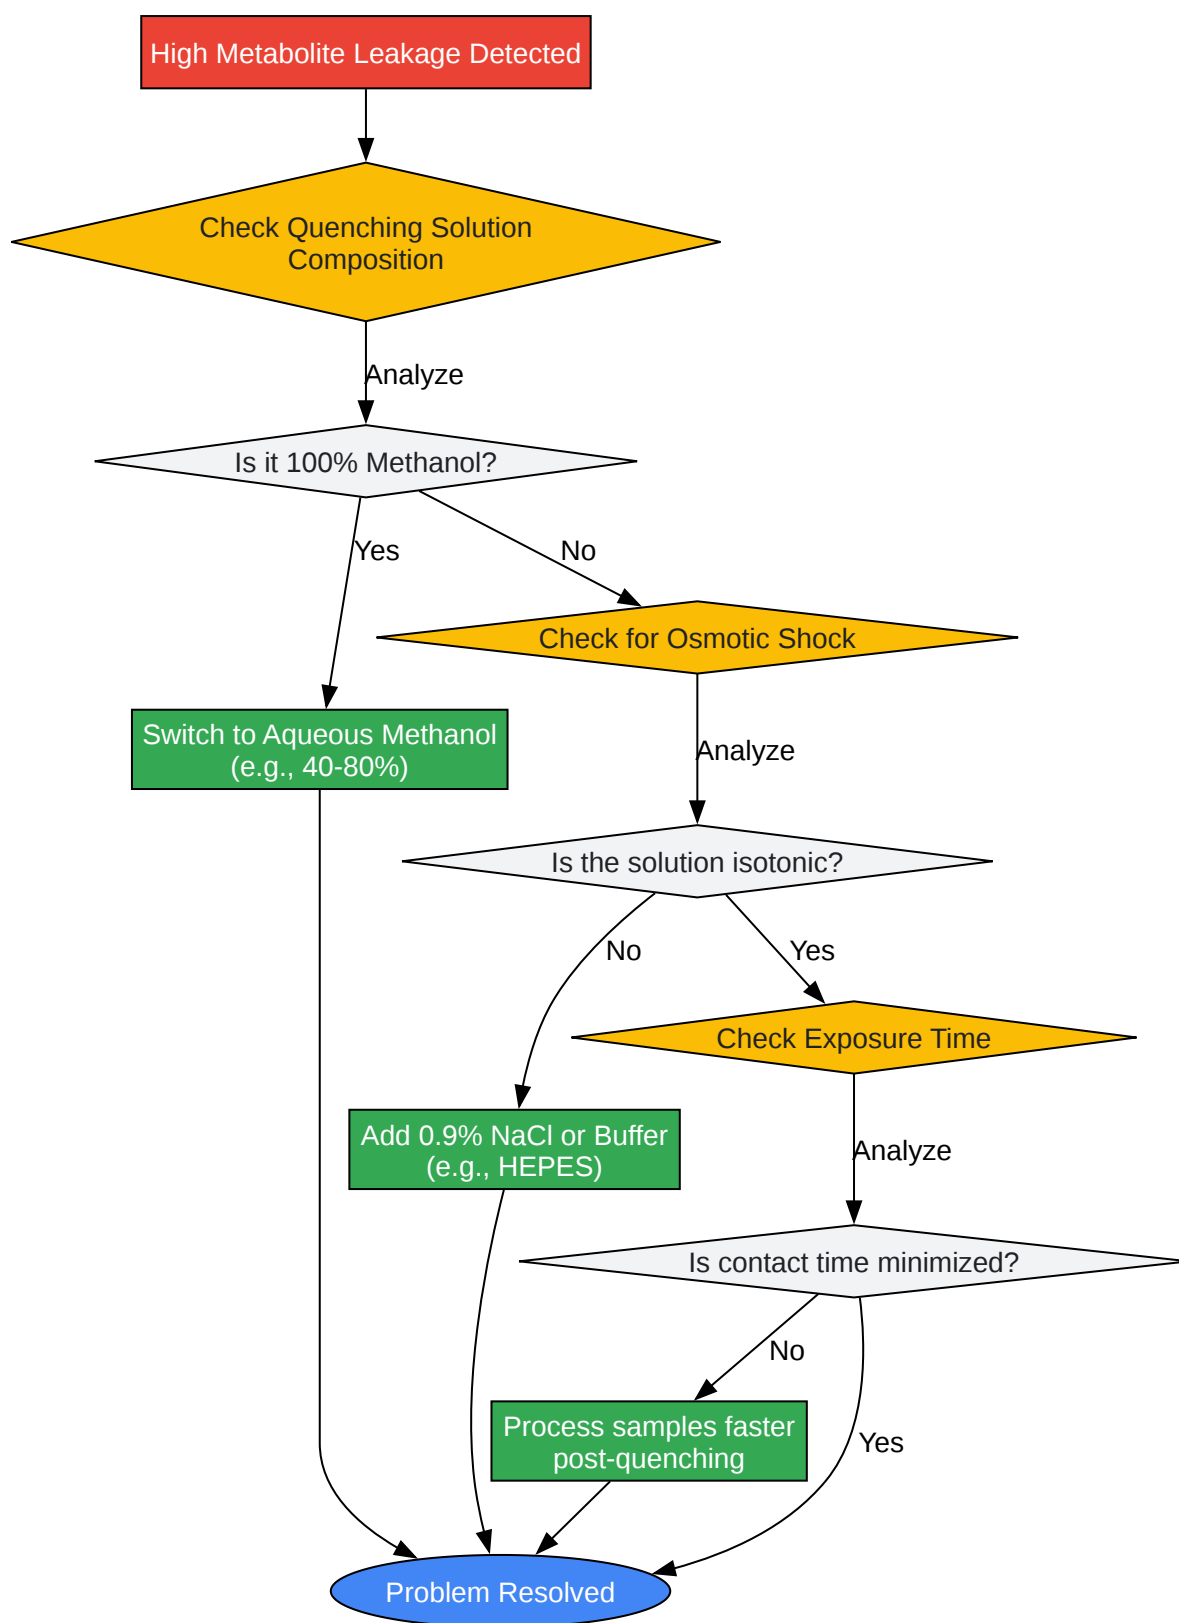 High Metabolite Leakage Detected
Check Quenching Solution
Composition
Analyze
Is it 100% Methanol?
Yes
No
Check for Osmotic Shock
Switch to Aqueous Methanol
(e.g., 40-80%)
Analyze
Is the solution isotonic?
No
Yes
Check Exposure Time
Add 0.9% NaCl or Buffer
(e.g., HEPES)
Analyze
Is contact time minimized?
No
Process samples faster
post-quenching
Yes
Problem Resolved